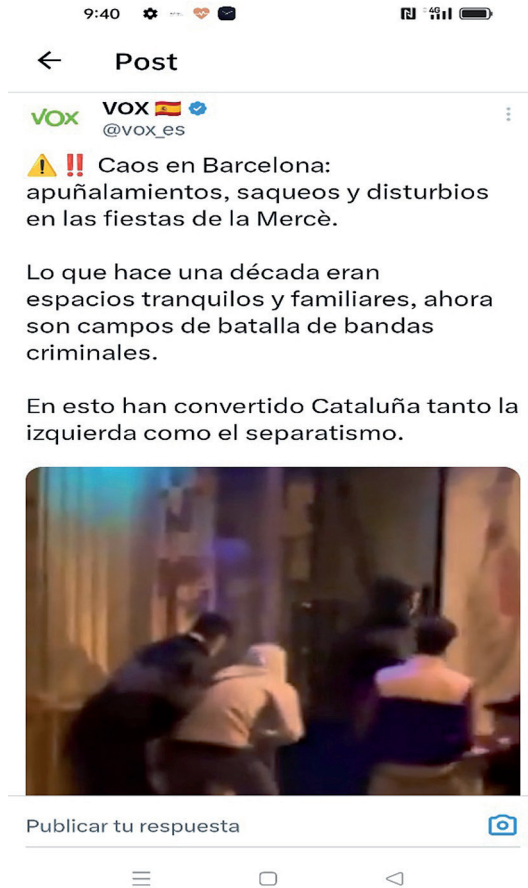 9:40
4G
Post
VOX
VOX 🇪🇸
@vox_es
⚠️ ‼️ Caos en Barcelona:
apuñalamientos, saqueos y disturbios
en las fiestas de la Mercè.
Lo que hace una década eran
espacios tranquilos y familiares, ahora
son campos de batalla de bandas
criminales.
En esto han convertido Cataluña tanto la
izquierda como el separatismo.
Publicar tu respuesta